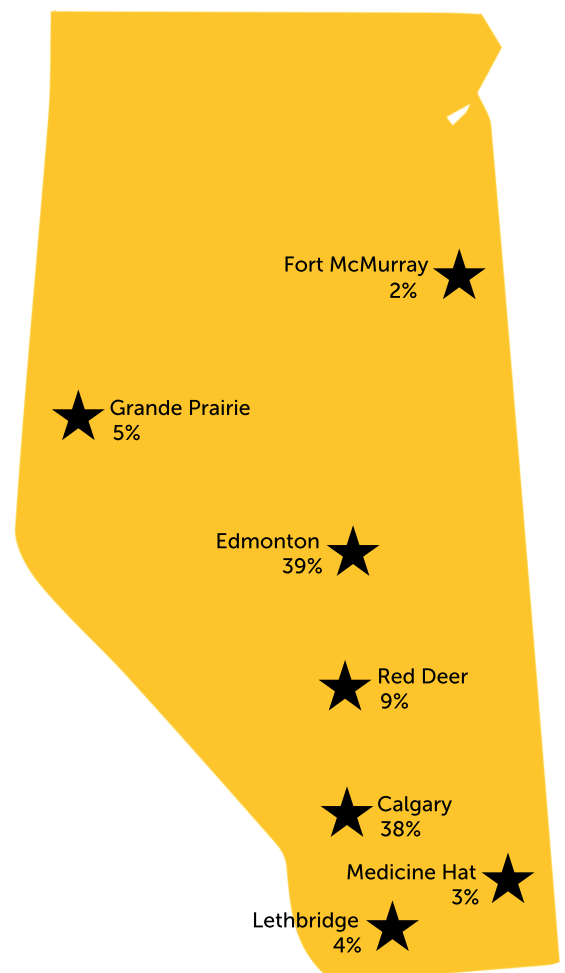 Fort McMurray
2%
Grande Prairie
5%
Edmonton
39%
Red Deer
9%
Calgary
38%
Medicine Hat
3%
Lethbridge
4%